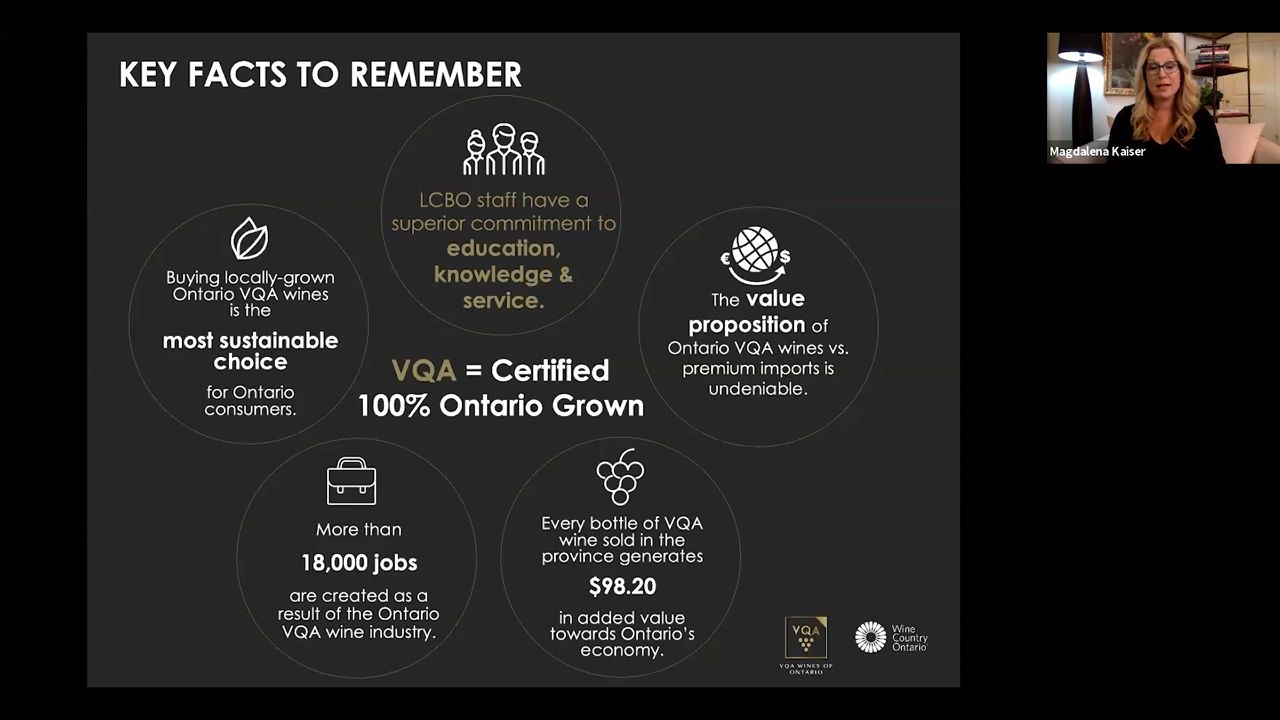 KEY FACTS TO REMEMBER
LCBO staff have a
superior commitment to
education,
knowledge &
service.
Buying locally-grown
Ontario VQA wines
is the
most sustainable
choice
for Ontario
consumers.
€ $
The value
proposition of
Ontario VQA wines vs.
premium imports is
undeniable.
VQA = Certified
100% Ontario Grown
More than
18,000 jobs
are created as a
result of the Ontario
VQA wine industry.
Every bottle of VQA
wine sold in the
province generates
$98.20
in added value
towards Ontario's
economy.
VQA
VQA WINES OF
ONTARIO
Wine
Country
Ontario
Magdalena Kaiser